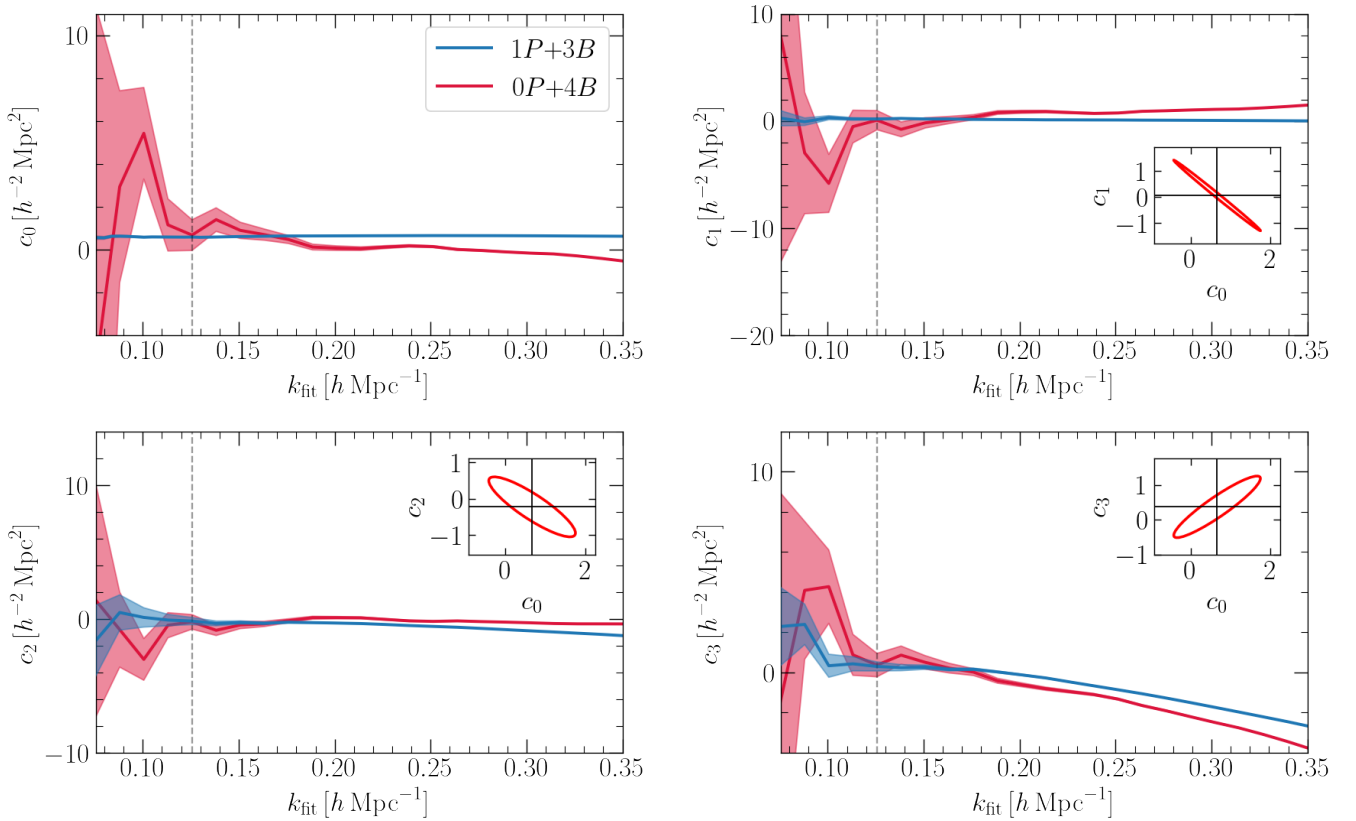 10
0
c₀ [h⁻² Mpc²]
1P+3B
0P+4B
0.10 0.15 0.20 0.25 0.30 0.35
k_fit [h Mpc⁻¹]
10
0
−10
−20
c₁ [h⁻² Mpc²]
1
0
−1
c₁
0 2
c₀
0.10 0.15 0.20 0.25 0.30 0.35
k_fit [h Mpc⁻¹]
10
0
−10
c₂ [h⁻² Mpc²]
1
0
−1
c₂
0 2
c₀
0.10 0.15 0.20 0.25 0.30 0.35
k_fit [h Mpc⁻¹]
10
0
c₃ [h⁻² Mpc²]
1
0
−1
c₃
0 2
c₀
0.10 0.15 0.20 0.25 0.30 0.35
k_fit [h Mpc⁻¹]